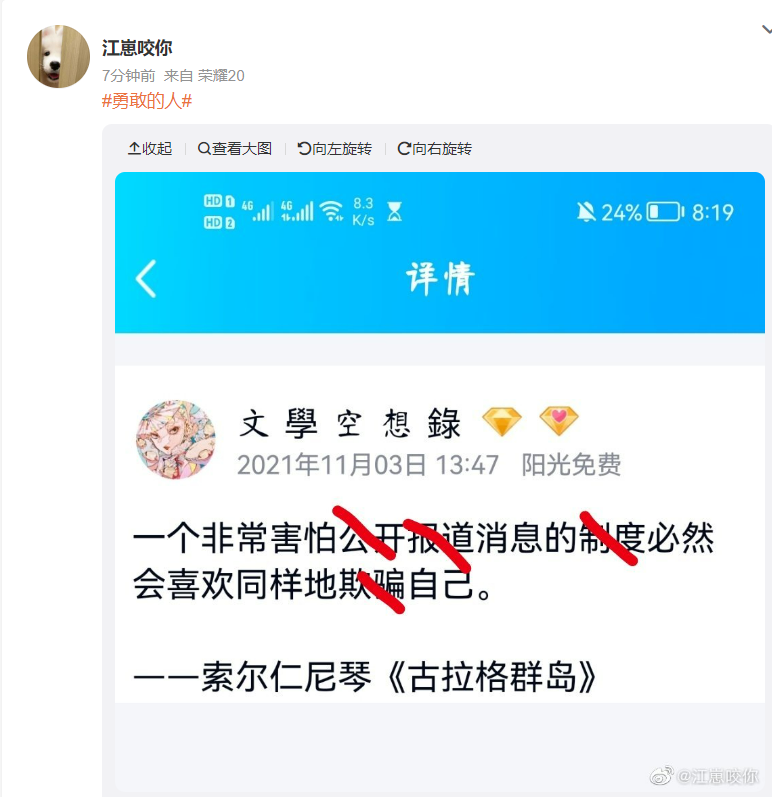 江崽咬你
7分钟前 来自 荣耀20
#勇敢的人#
收起 查看大图 向左旋转 向右旋转
HD 1 4G 4G 8.3 24% 8:19
HD 2 K/s
详情
文學空想錄
2021年11月03日 13:47 阳光免费
一个非常害怕公开报道消息的制度必然
会喜欢同样地欺骗自己。
——索尔仁尼琴《古拉格群岛》
@江崽咬你